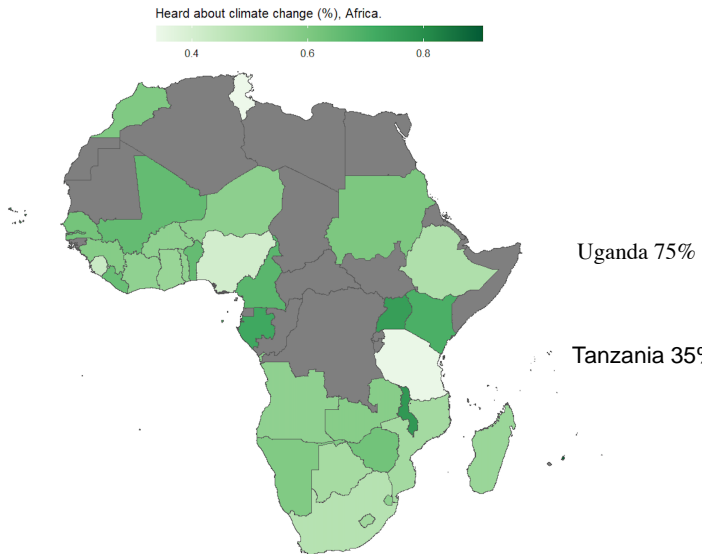 Heard about climate change (%), Africa.
0.4 0.6 0.8
Uganda 75%
Tanzania 35%